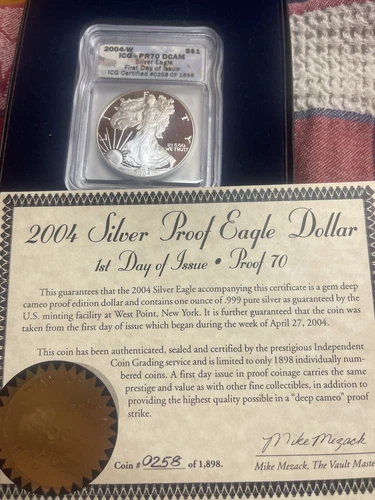 2004-W S$1
ICG - PR70 DCAM
Silver Eagle
First Day of Issue
ICG Certified #0258 OF 1898
LIBERTY
IN GOD
WE TRUST
2004
2004 Silver Proof Eagle Dollar
1st Day of Issue • Proof 70
This guarantees that the 2004 Silver Eagle accompanying this certificate is a gem deep
cameo proof edition dollar and contains one ounce of .999 pure silver as guaranteed by the
U.S. minting facility at West Point, New York. It is further guaranteed that the coin was
taken from the first day of issue which began during the week of April 27, 2004.
This coin has been authenticated, sealed and certified by the prestigious Independent
Coin Grading service and is limited to only 1898 individually num-
bered coins. A first day issue in proof coinage carries the same
prestige and value as with other fine collectibles, in addition to
providing the highest quality possible in a "deep cameo" proof
strike.
Mike Mezack
Coin # 0258 of 1,898.
Mike Mezack, The Vault Maste